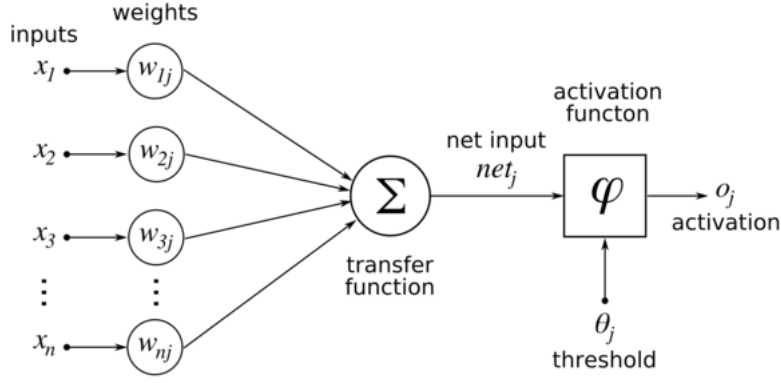 inputs
weights
x1
w1j
x2
w2j
x3
w3j
⋮
⋮
xn
wnj
Σ
transfer
function
net input
netj
activation
functon
φ
oj
activation
θj
threshold